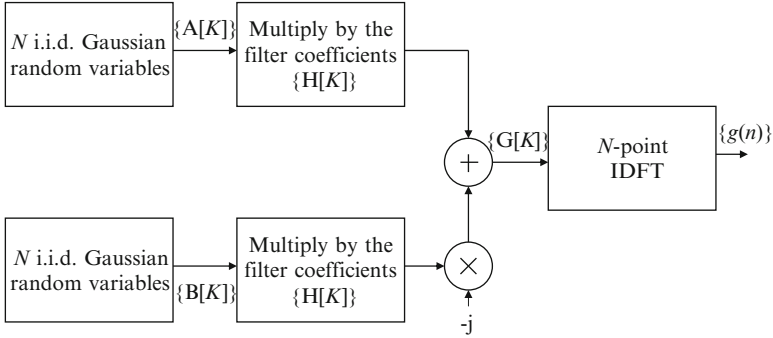 N i.i.d. Gaussian
random variables
{A[K]}
Multiply by the
filter coefficients
{H[K]}
+
{G[K]}
N-point
IDFT
{g(n)}
N i.i.d. Gaussian
random variables
{B[K]}
Multiply by the
filter coefficients
{H[K]}
×
-j